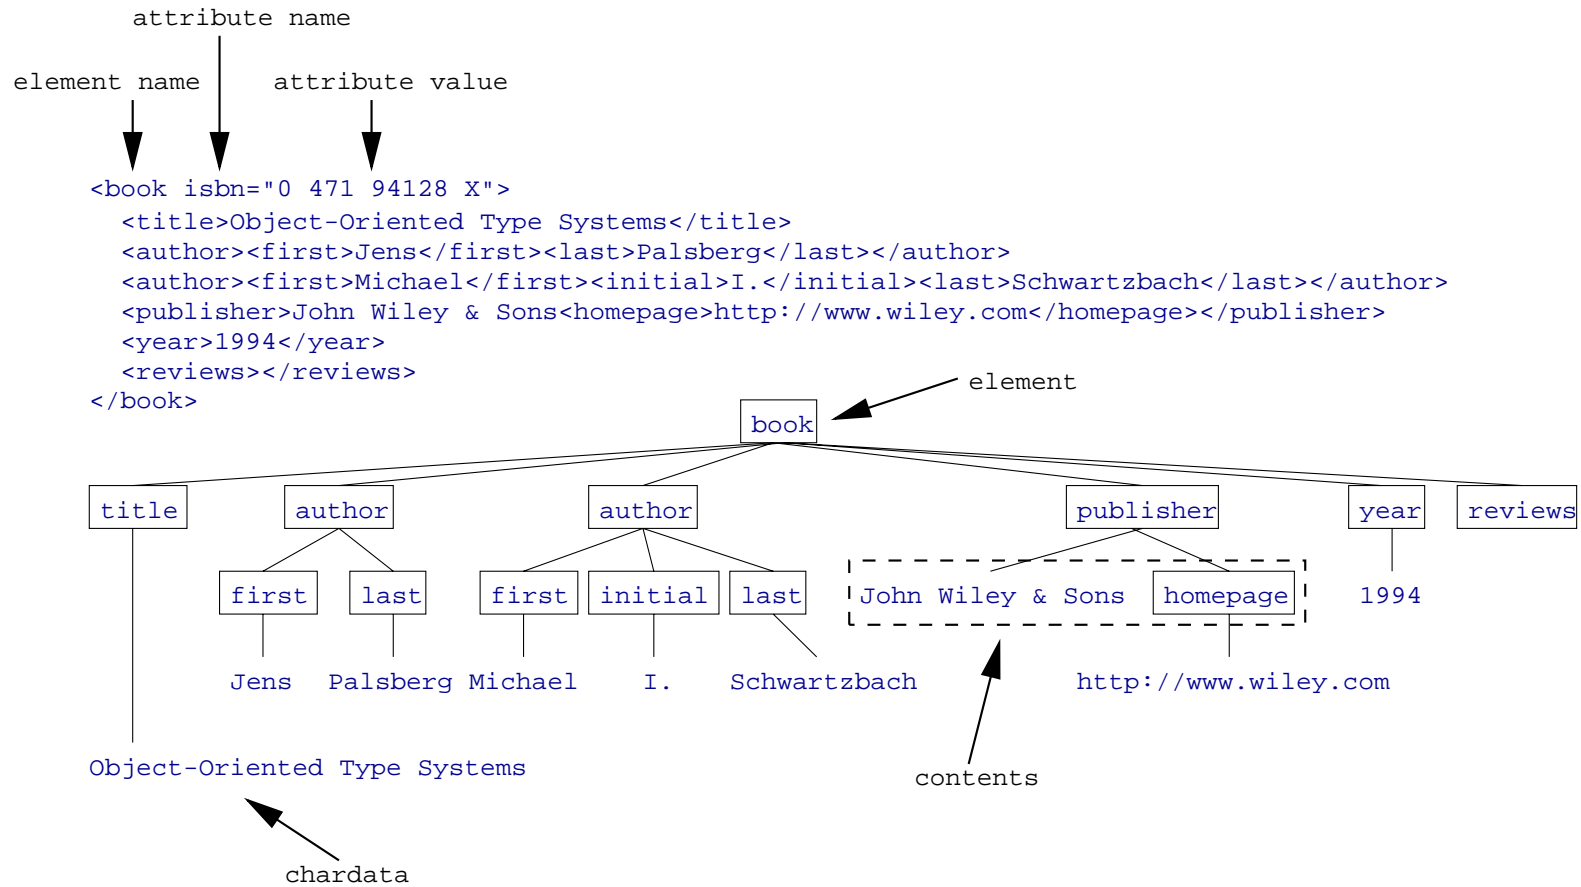 attribute name
element name attribute value
<book isbn="0 471 94128 X">
<title>Object-Oriented Type Systems</title>
<author><first>Jens</first><last>Palsberg</last></author>
<author><first>Michael</first><initial>I.</initial><last>Schwartzbach</last></author>
<publisher>John Wiley & Sons<homepage>http://www.wiley.com</homepage></publisher>
<year>1994</year>
<reviews></reviews>
</book>
element
book
title author author publisher year reviews
first last first initial last John Wiley & Sons homepage 1994
Jens Palsberg Michael I. Schwartzbach http://www.wiley.com
Object-Oriented Type Systems
contents
chardata